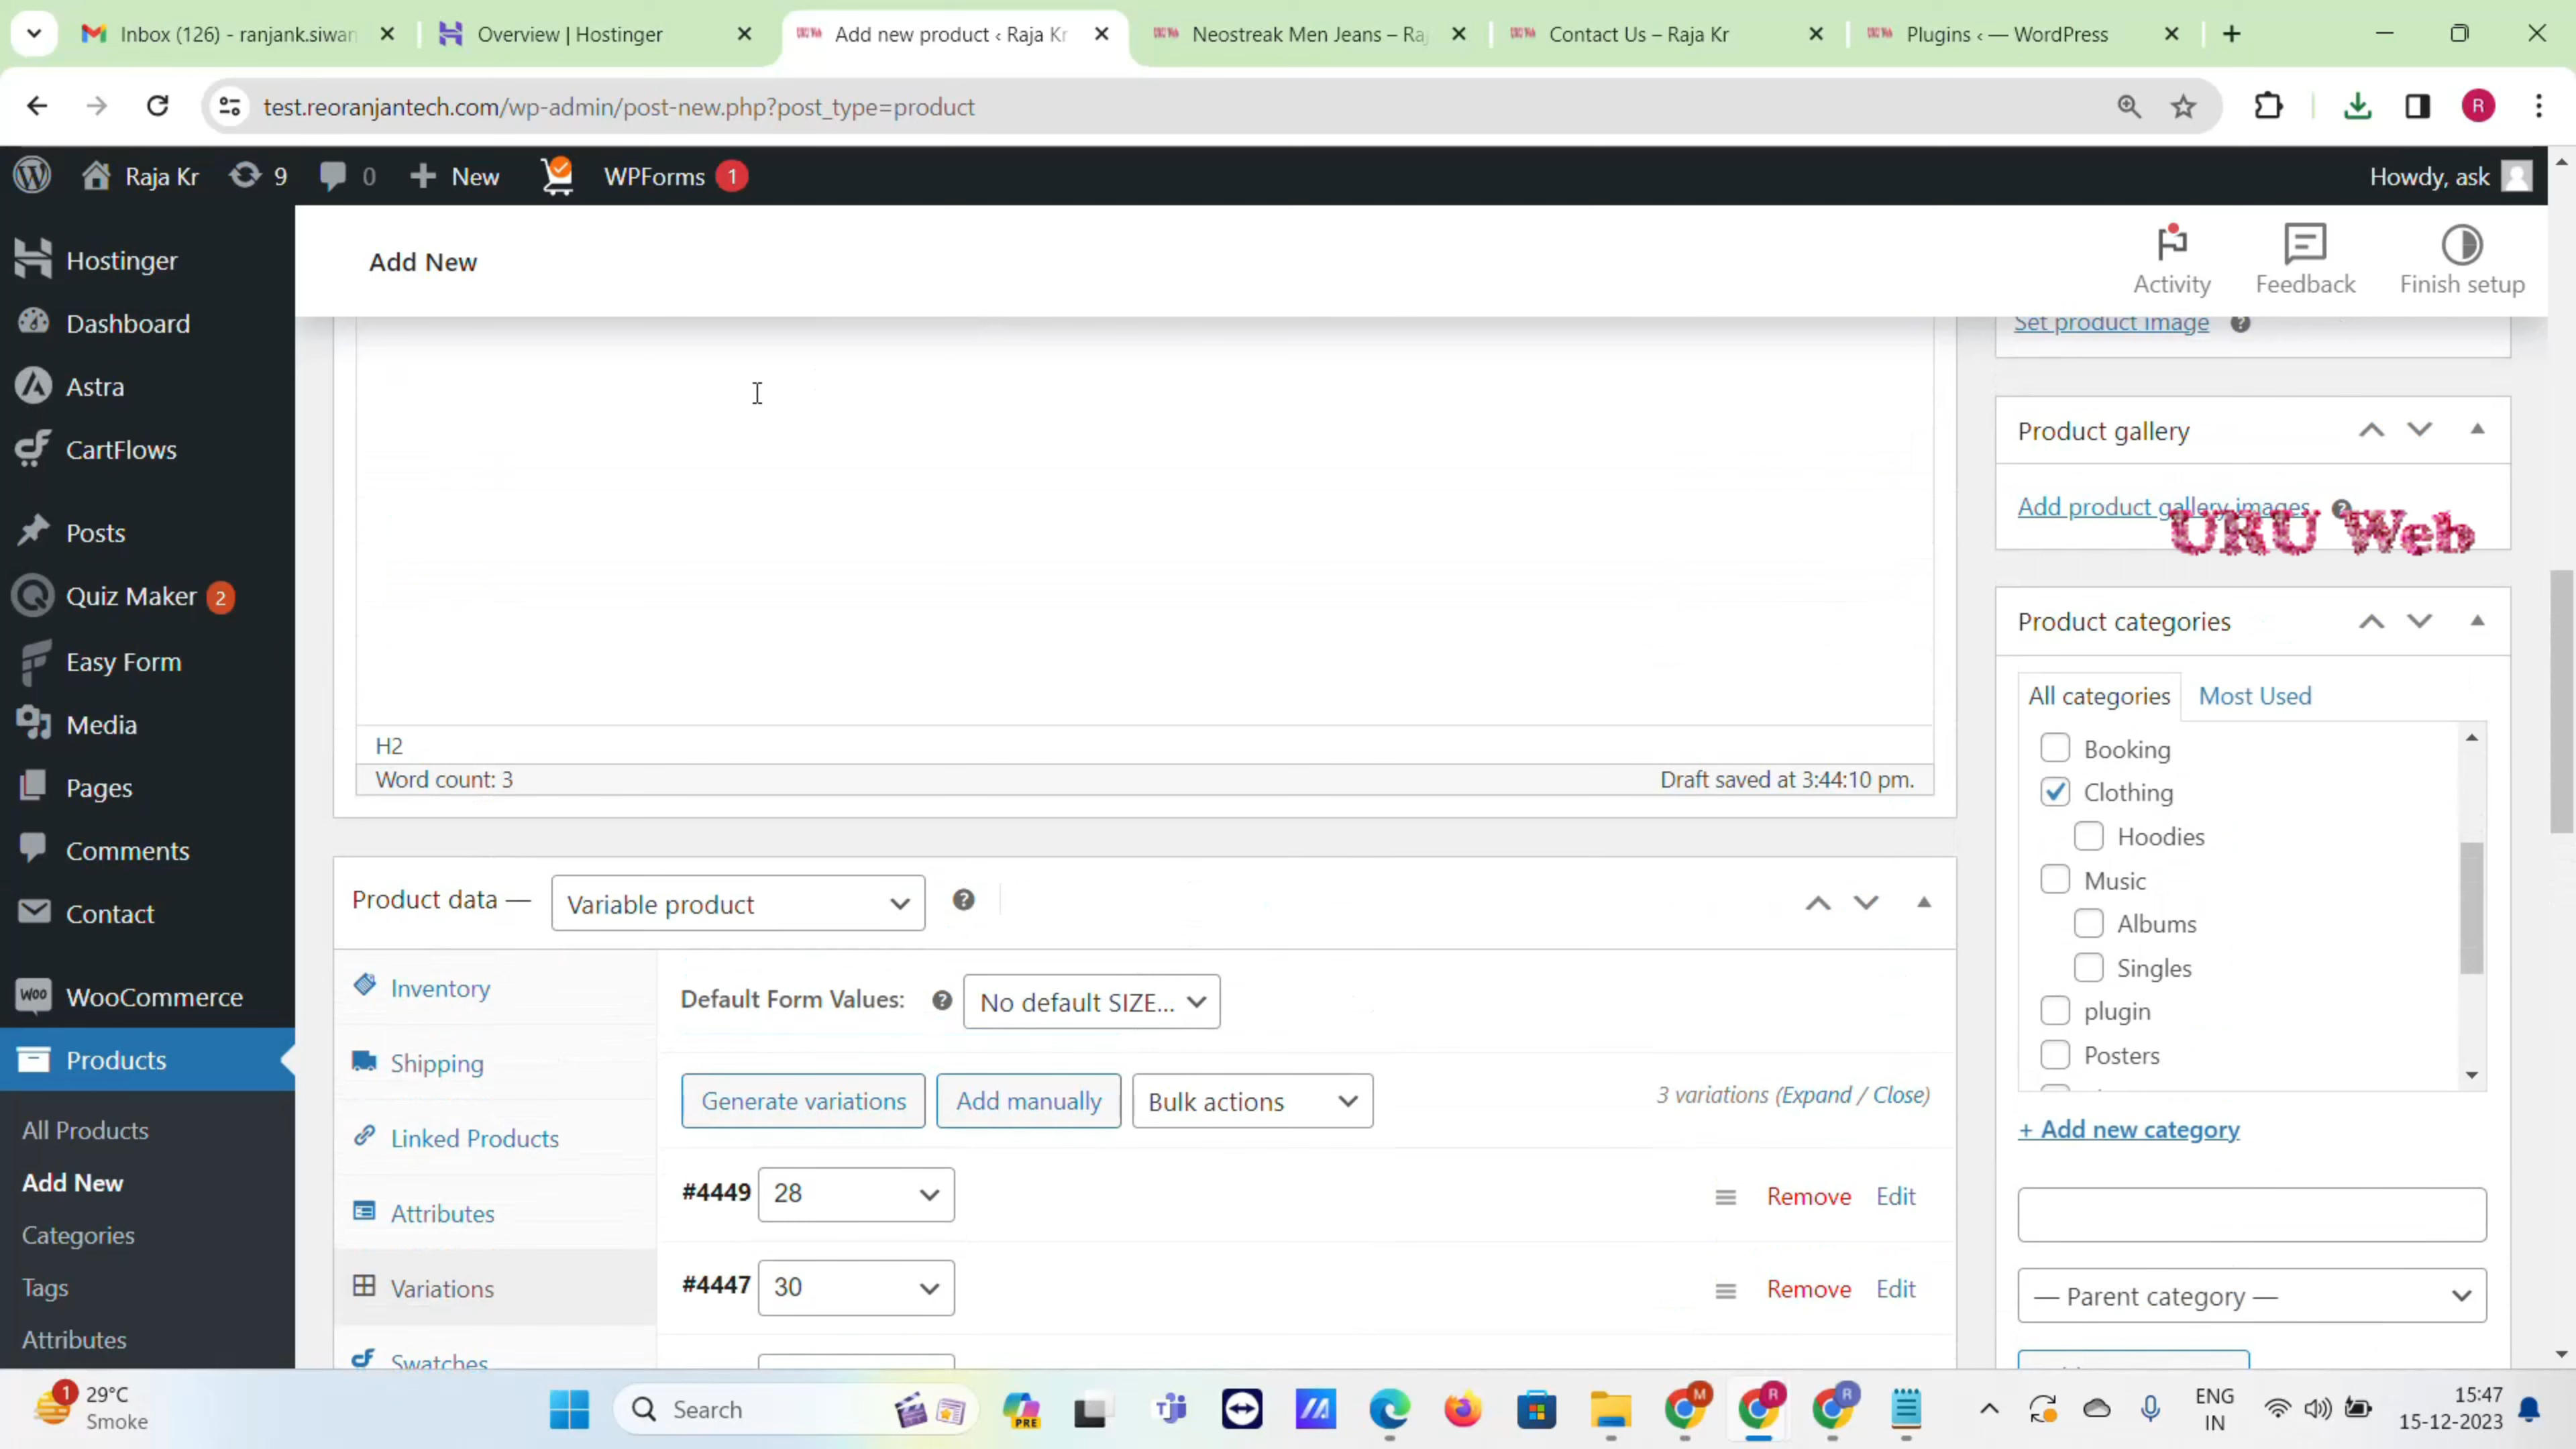 Inbox (126) - ranjank.siwan
Overview | Hostinger
Add new product ‹ Raja Kr
Neostreak Men Jeans – Raj
Contact Us – Raja Kr
Plugins ‹ — WordPress
test.reoranjantech.com/wp-admin/post-new.php?post_type=product
R
Raja Kr
9
0
New
WPForms 1
Howdy, ask
Hostinger
Dashboard
Astra
CartFlows
Posts
Quiz Maker 2
Easy Form
Media
Pages
Comments
Contact
WooCommerce
Products
All Products
Add New
Categories
Tags
Attributes
Add New
Activity
Feedback
Finish setup
H2
Word count: 3
Draft saved at 3:44:10 pm.
Product data —
Variable product
Inventory
Shipping
Linked Products
Attributes
Variations
Swatches
Default Form Values:
No default SIZE...
Generate variations
Add manually
Bulk actions
3 variations (Expand / Close)
#4449 28
Remove Edit
#4447 30
Remove Edit
Set product image
Product gallery
Add product gallery images
URU Web
Product categories
All categories
Most Used
Booking
Clothing
Hoodies
Music
Albums
Singles
plugin
Posters
+ Add new category
— Parent category —
1
29°C
Smoke
Search
PRE
M
R
R
ENG
IN
15:47
15-12-2023